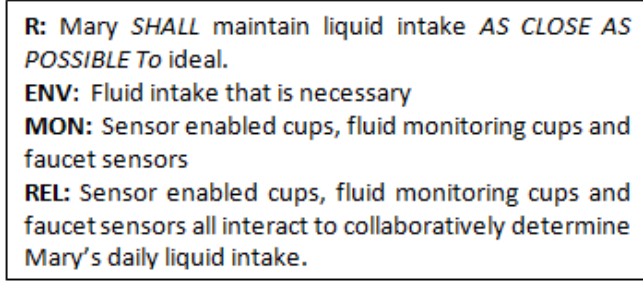 R: Mary SHALL maintain liquid intake AS CLOSE AS
POSSIBLE To ideal.
ENV: Fluid intake that is necessary
MON: Sensor enabled cups, fluid monitoring cups and
faucet sensors
REL: Sensor enabled cups, fluid monitoring cups and
faucet sensors all interact to collaboratively determine
Mary's daily liquid intake.